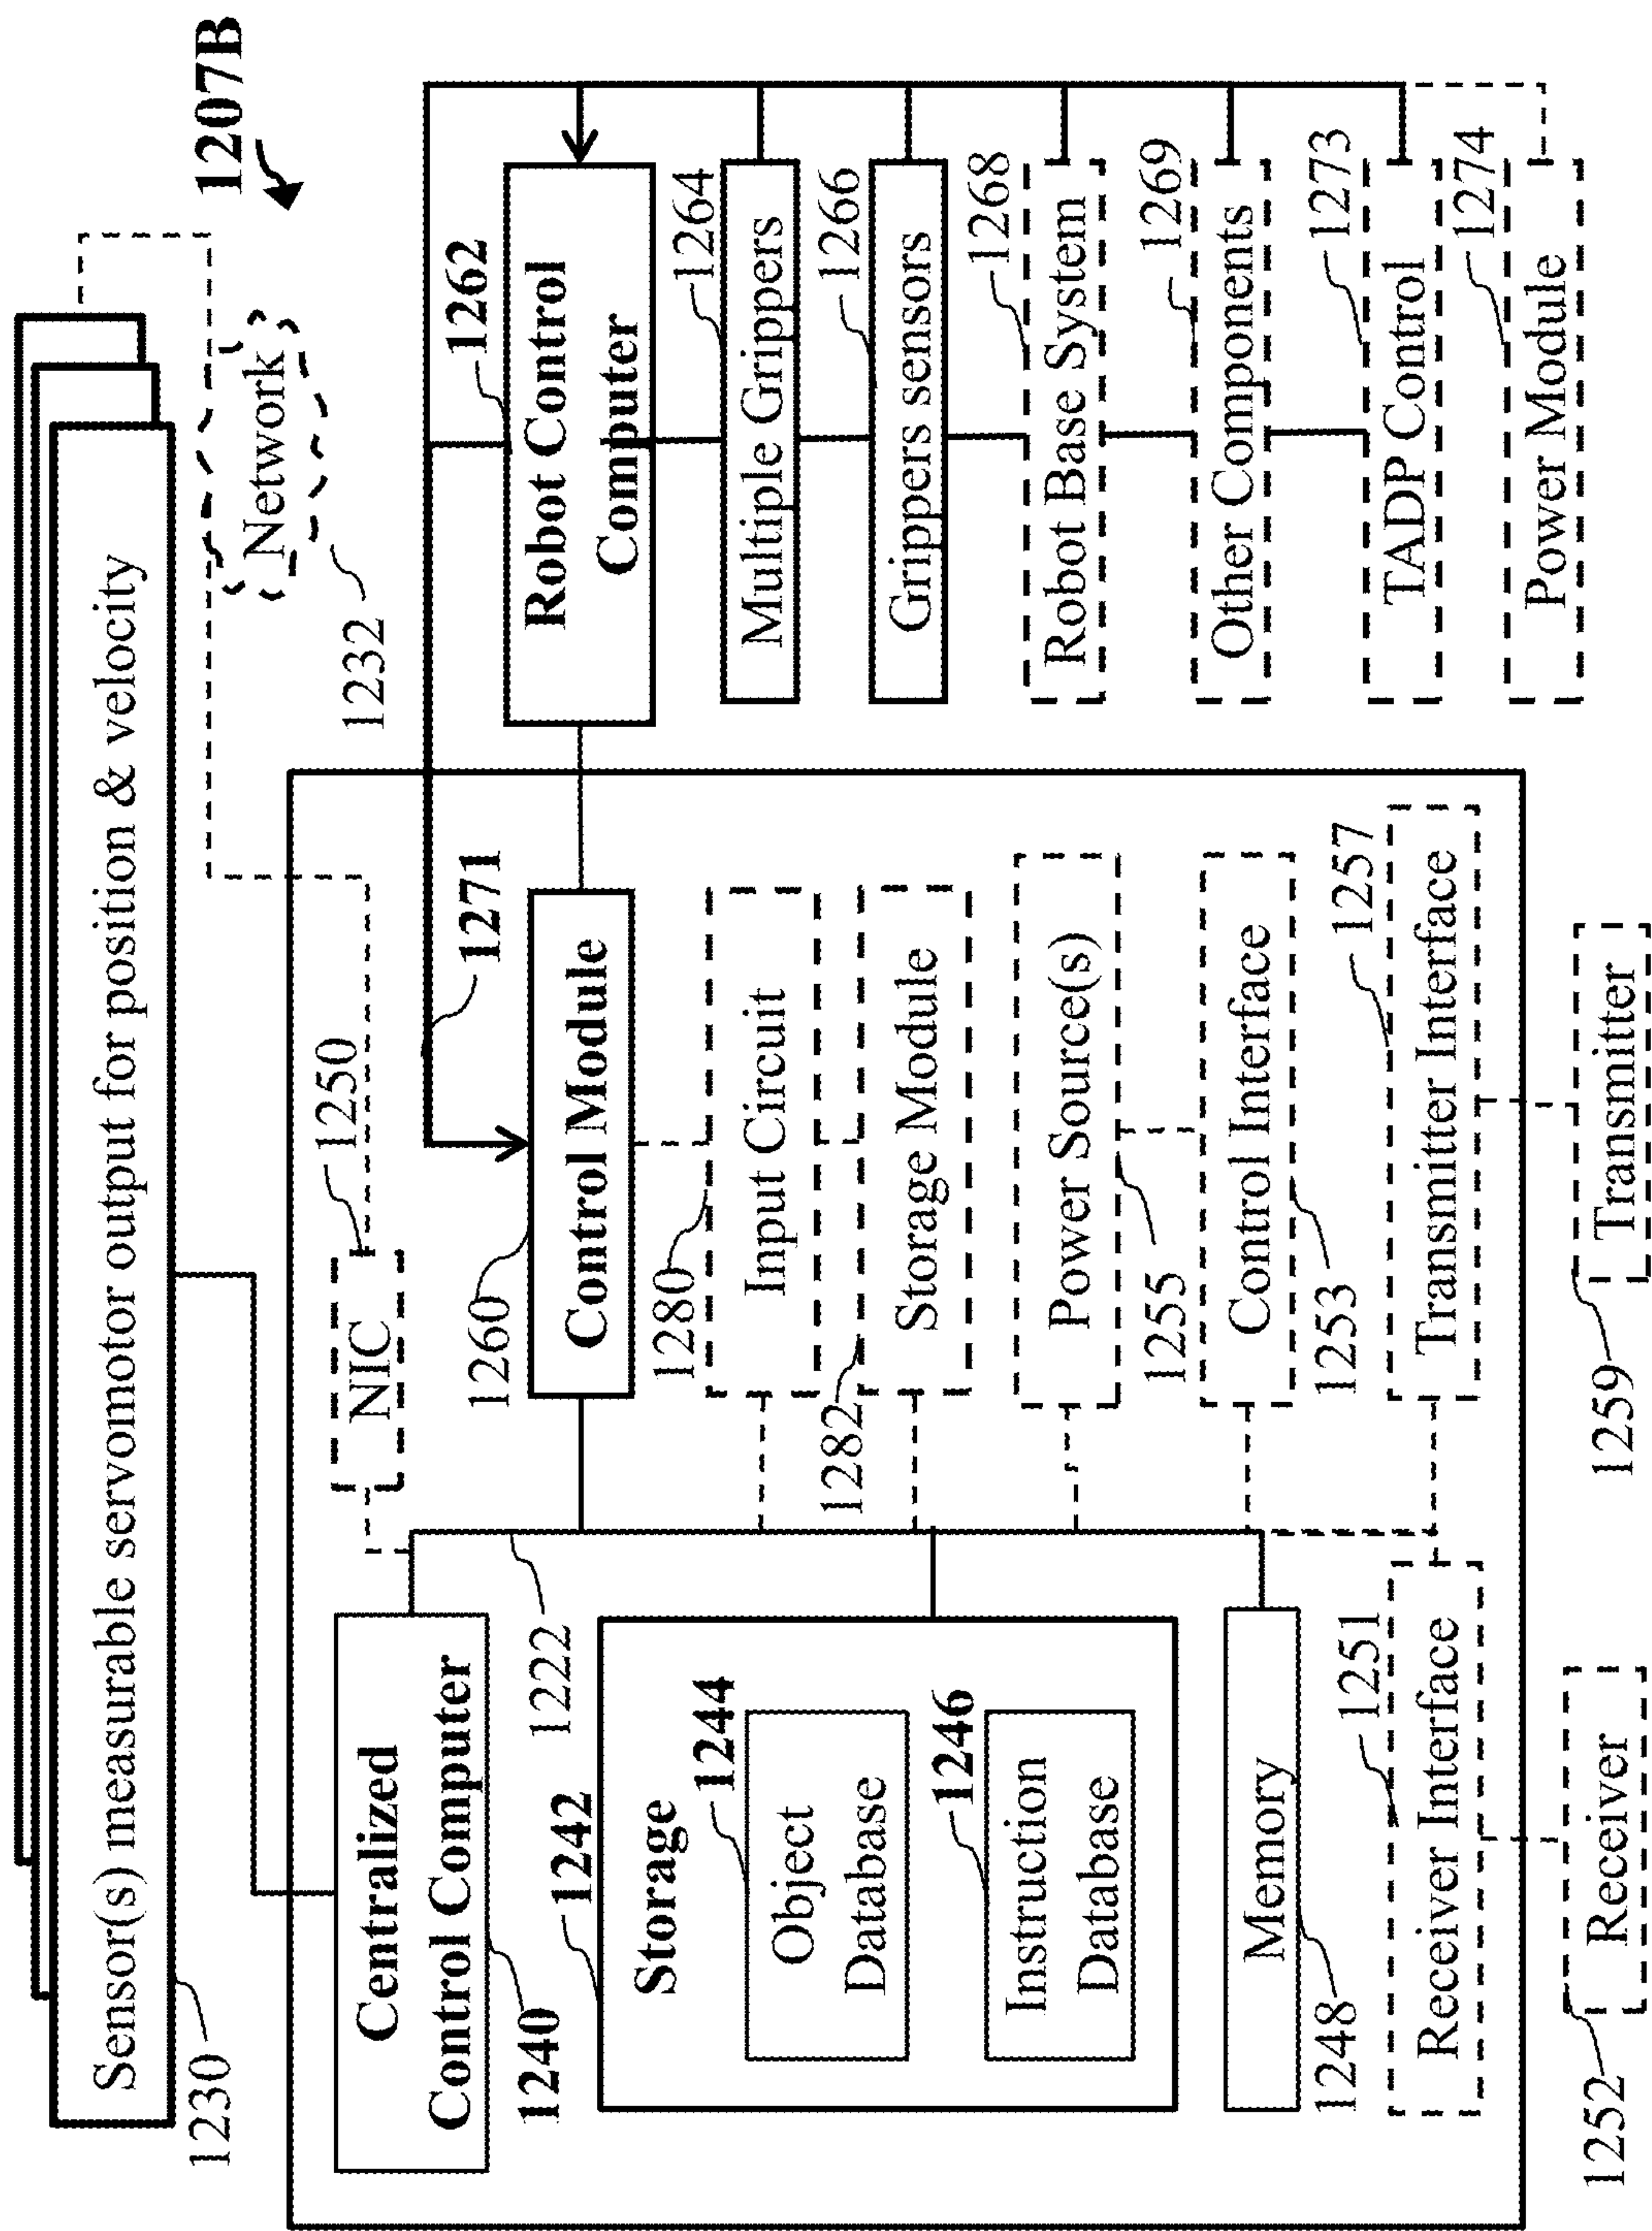 1207B
Sensor(s) measurable servomotor output for position & velocity
1230
Network
1232
Centralized
Control Computer
1240
1222
NIC
1250
1271
1242
Storage
1244
Object
Database
1246
Instruction
Database
Memory
1248
1251
Receiver Interface
1252
Receiver
1260
Control Module
1280
Input Circuit
1282
Storage Module
Power Source(s)
1255
Control Interface
1253
1257
Transmitter Interface
1259
Transmitter
1262
Robot Control
Computer
1264
Multiple Grippers
1266
Grippers sensors
1268
Robot Base System
1269
Other Components
1273
TADP Control
1274
Power Module